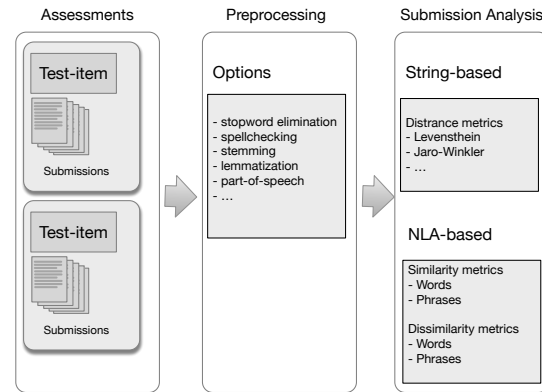 Assessments
Test-item
Submissions
Test-item
Submissions
Preprocessing
Options
- stopword elimination
- spellchecking
- stemming
- lemmatization
- part-of-speech
- ...
Submission Analysis
String-based
Distrance metrics
- Levensthein
- Jaro-Winkler
- ...
NLA-based
Similarity metrics
- Words
- Phrases
Dissimilarity metrics
- Words
- Phrases